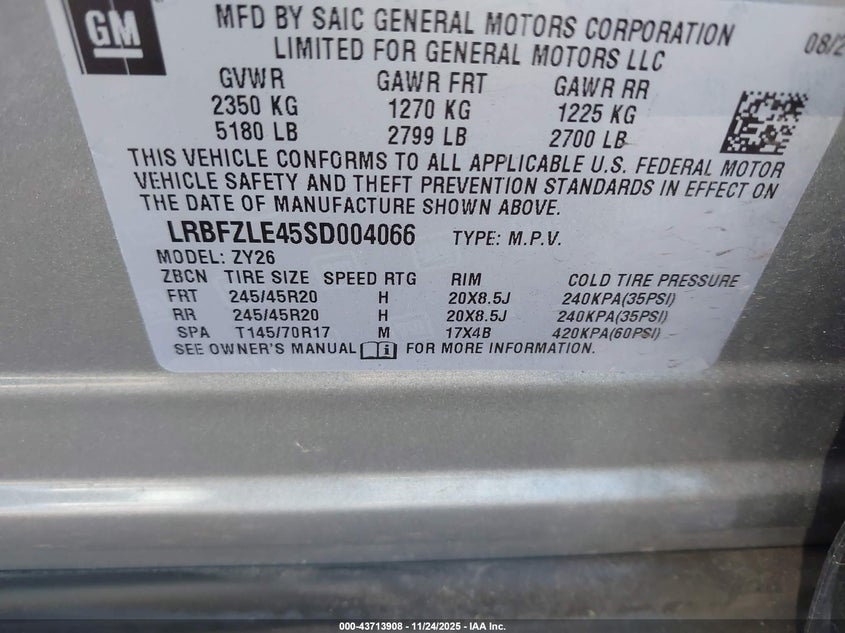 GM
MFD BY SAIC GENERAL MOTORS CORPORATION
LIMITED FOR GENERAL MOTORS LLC
08/2
GVWR GAWR FRT GAWR RR
2350 KG 1270 KG 1225 KG
5180 LB 2799 LB 2700 LB
THIS VEHICLE CONFORMS TO ALL APPLICABLE U.S. FEDERAL MOTOR
VEHICLE SAFETY AND THEFT PREVENTION STANDARDS IN EFFECT ON
THE DATE OF MANUFACTURE SHOWN ABOVE.
LRBFZLE45SD004066 TYPE: M.P.V.
MODEL: ZY26
ZBCN TIRE SIZE SPEED RTG RIM COLD TIRE PRESSURE
FRT 245/45R20 H 20X8.5J 240KPA(35PSI)
RR 245/45R20 H 20X8.5J 240KPA(35PSI)
SPA T145/70R17 M 17X4B 420KPA(60PSI)
SEE OWNER'S MANUAL i FOR MORE INFORMATION.
000-43713908 - 11/24/2025 - IAA Inc.